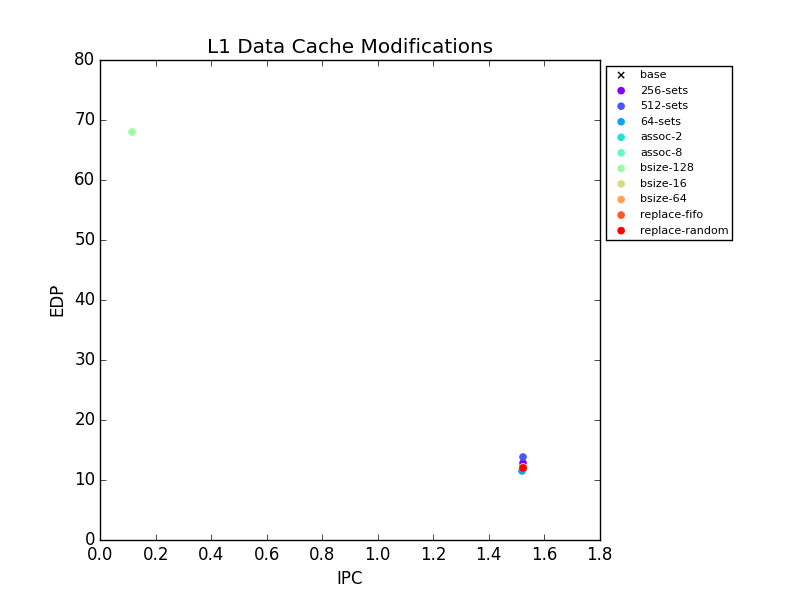 L1 Data Cache Modifications
80
70
60
50
40
30
20
10
0
EDP
0.0 0.2 0.4 0.6 0.8 1.0 1.2 1.4 1.6 1.8
IPC
base
256-sets
512-sets
64-sets
assoc-2
assoc-8
bsize-128
bsize-16
bsize-64
replace-fifo
replace-random